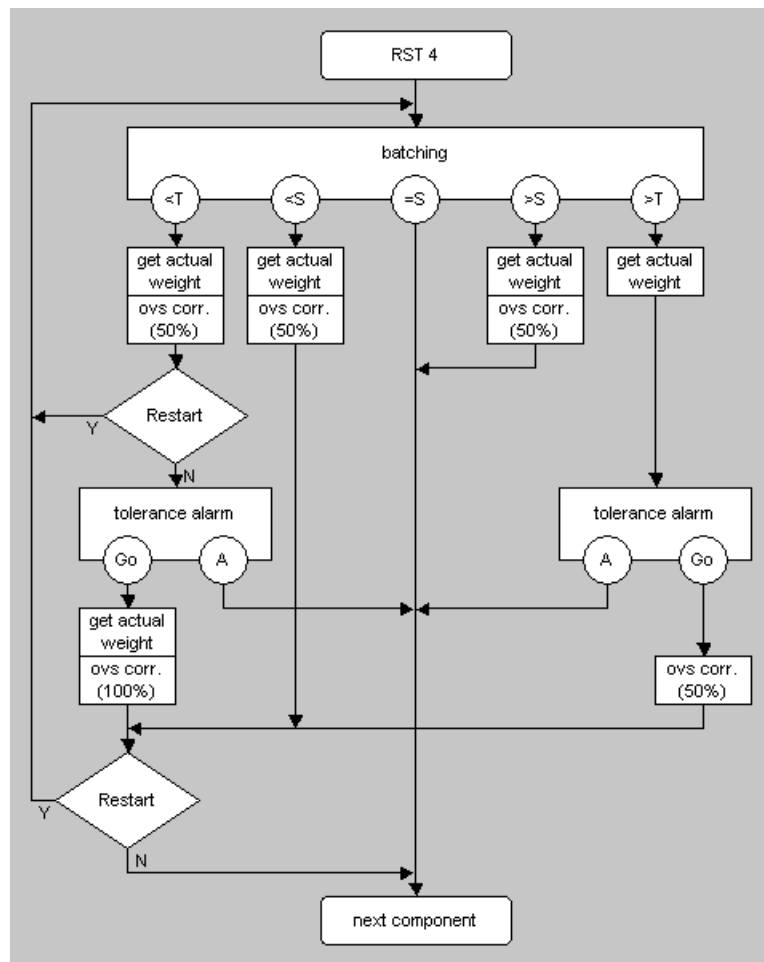 RST 4
batching
<T
<S
=S
>S
>T
get actual
weight
ovs corr.
(50%)
get actual
weight
ovs corr.
(50%)
get actual
weight
ovs corr.
(50%)
get actual
weight
Restart
Y
N
tolerance alarm
Go
A
tolerance alarm
A
Go
get actual
weight
ovs corr.
(100%)
ovs corr.
(50%)
Restart
Y
N
next component